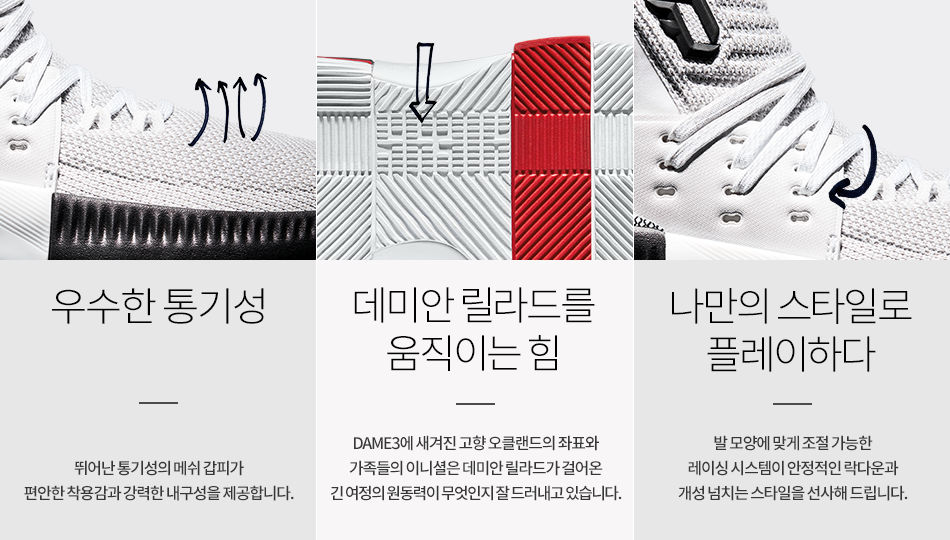 우수한 통기성
뛰어난 통기성의 메쉬 갑피가
편안한 착용감과 강력한 내구성을 제공합니다.
데미안 릴라드를
움직이는 힘
DAME3에 새겨진 고향 오클랜드의 좌표와
가족들의 이니셜은 데미안 릴라드가 걸어온
긴 여정의 원동력이 무엇인지 잘 드러내고 있습니다.
나만의 스타일로
플레이하다
발 모양에 맞게 조절 가능한
레이싱 시스템이 안정적인 락다운과
개성 넘치는 스타일을 선사해 드립니다.